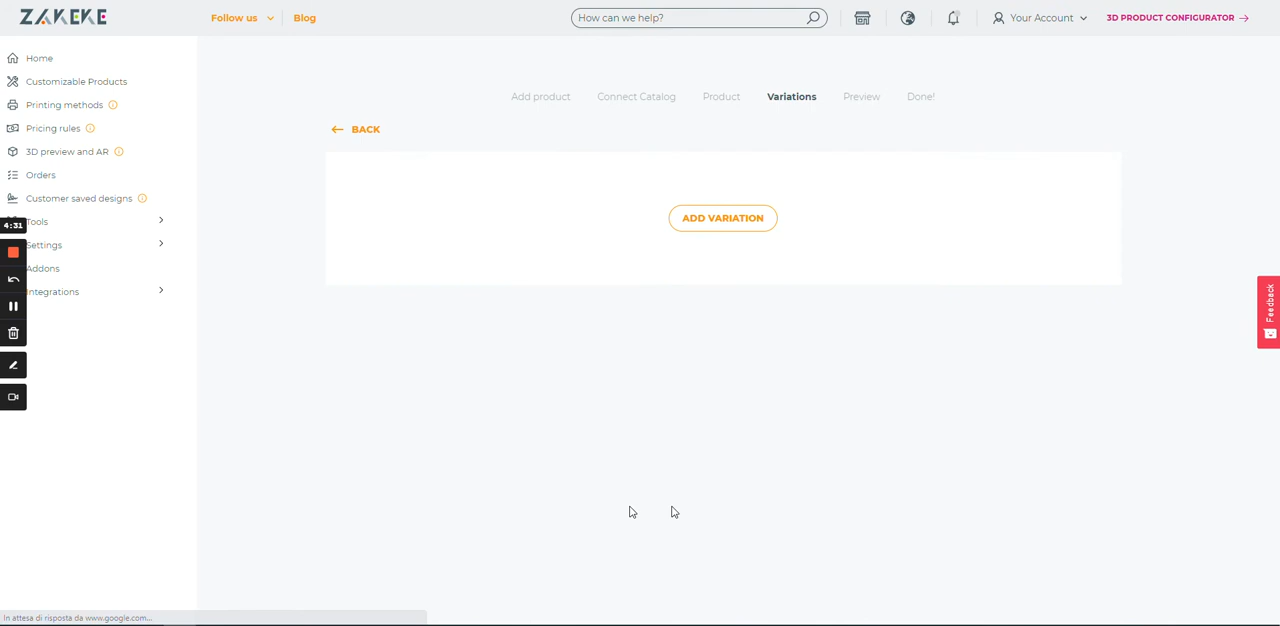 ZAKEKE
Follow us
Blog
How can we help?
Your Account
3D PRODUCT CONFIGURATOR
Home
Customizable Products
Printing methods
Pricing rules
3D preview and AR
Orders
Customer saved designs
Tools
Settings
Addons
Integrations
4:31
Add product
Connect Catalog
Product
Variations
Preview
Done!
BACK
ADD VARIATION
Feedback
In attesa di risposta da www.google.com...